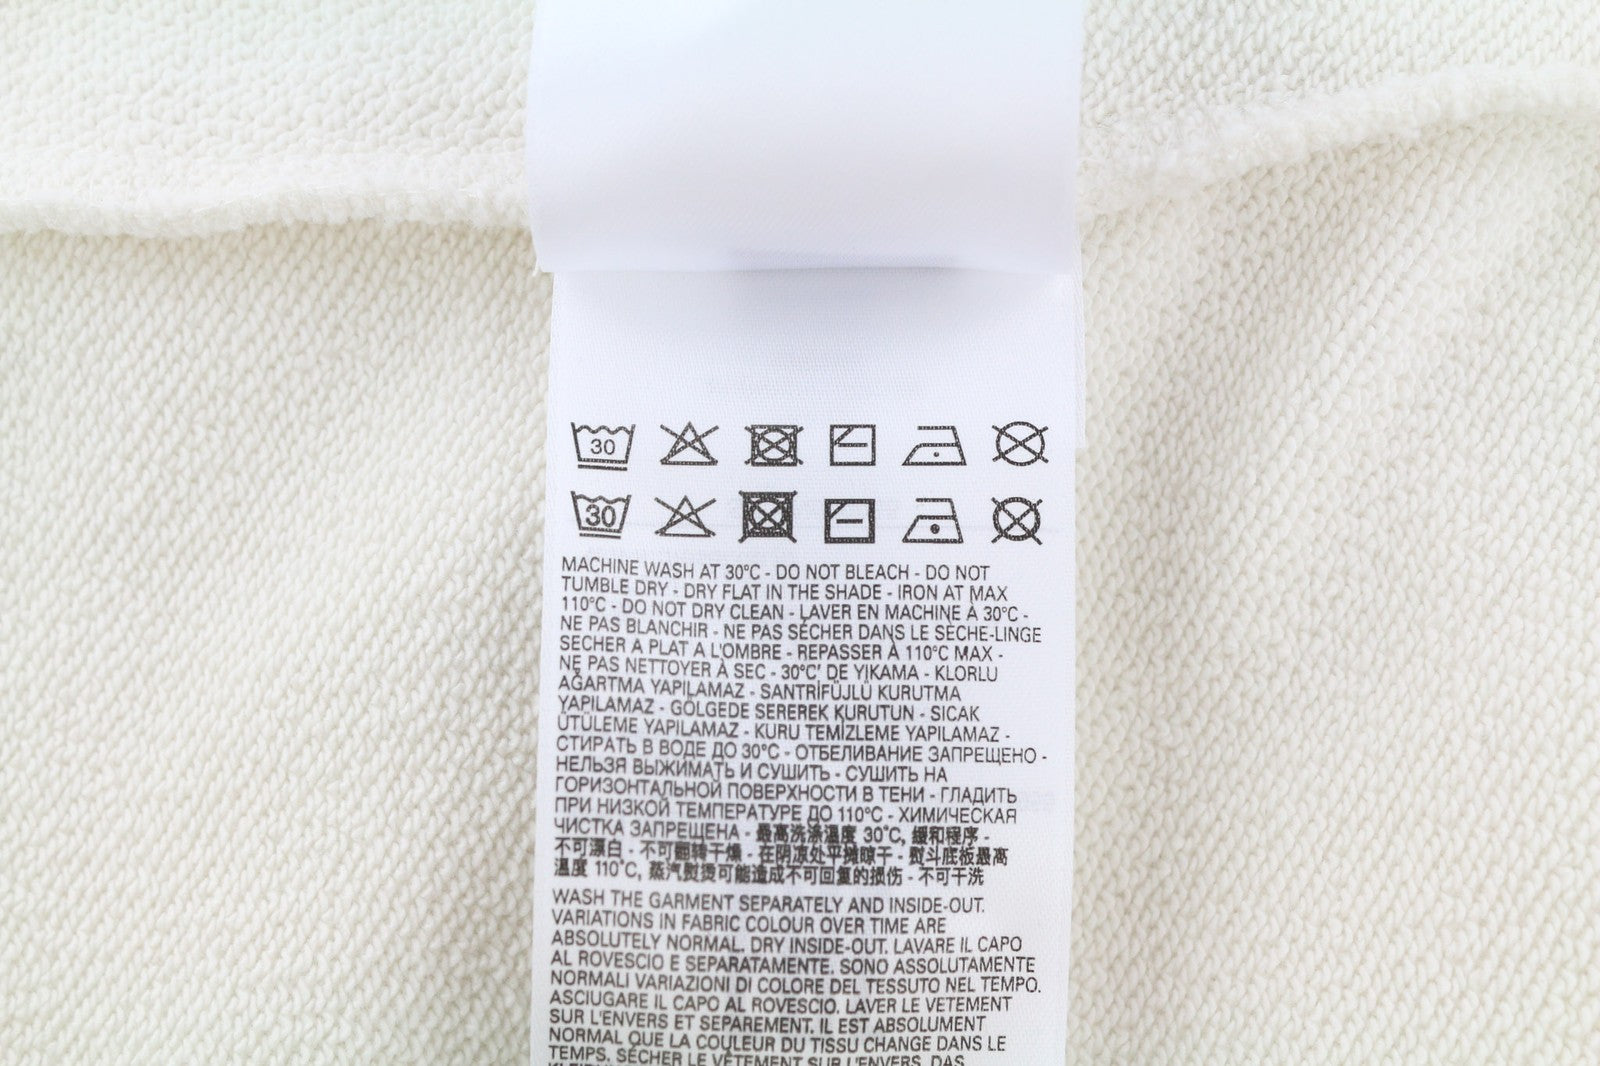 30
30
MACHINE WASH AT 30°C - DO NOT BLEACH - DO NOT
TUMBLE DRY - DRY FLAT IN THE SHADE - IRON AT MAX
110°C - DO NOT DRY CLEAN - LAVER EN MACHINE À 30°C -
NE PAS BLANCHIR - NE PAS SÉCHER DANS LE SECHE-LINGE
SECHER A PLAT A L'OMBRE - REPASSER À 110°C MAX -
NE PAS NETTOYER À SEC - 30°C' DE YIKAMA - KLORLU
AĞARTMA YAPILAMAZ - SANTRİFÜJLÜ KURUTMA
YAPILAMAZ - GÖLGEDE SEREREK KURUTUN - SICAK
ÜTÜLEME YAPILAMAZ - KURU TEMİZLEME YAPILAMAZ -
СТИРАТЬ В ВОДЕ ДО 30°C - ОТБЕЛИВАНИЕ ЗАПРЕЩЕНО -
НЕЛЬЗЯ ВЫЖИМАТЬ И СУШИТЬ - СУШИТЬ НА
ГОРИЗОНТАЛЬНОЙ ПОВЕРХНОСТИ В ТЕНИ - ГЛАДИТЬ
ПРИ НИЗКОЙ ТЕМПЕРАТУРЕ ДО 110°C - ХИМИЧЕСКАЯ
ЧИСТКА ЗАПРЕЩЕНА - 最高洗涤温度 30°C, 缓和程序 -
不可漂白 - 不可翻转干燥 - 在阴凉处平摊晾干 - 熨斗底板最高
温度 110°C, 蒸汽熨烫可能造成不可回复的损伤 - 不可干洗
WASH THE GARMENT SEPARATELY AND INSIDE-OUT.
VARIATIONS IN FABRIC COLOUR OVER TIME ARE
ABSOLUTELY NORMAL. DRY INSIDE-OUT. LAVARE IL CAPO
AL ROVESCIO E SEPARATAMENTE. SONO ASSOLUTAMENTE
NORMALI VARIAZIONI DI COLORE DEL TESSUTO NEL TEMPO.
ASCIUGARE IL CAPO AL ROVESCIO. LAVER LE VETEMENT
SUR L'ENVERS ET SEPAREMENT. IL EST ABSOLUMENT
NORMAL QUE LA COULEUR DU TISSU CHANGE DANS LE
TEMPS. SÉCHER LE VÊTEMENT SUR L'ENVERS. DAS